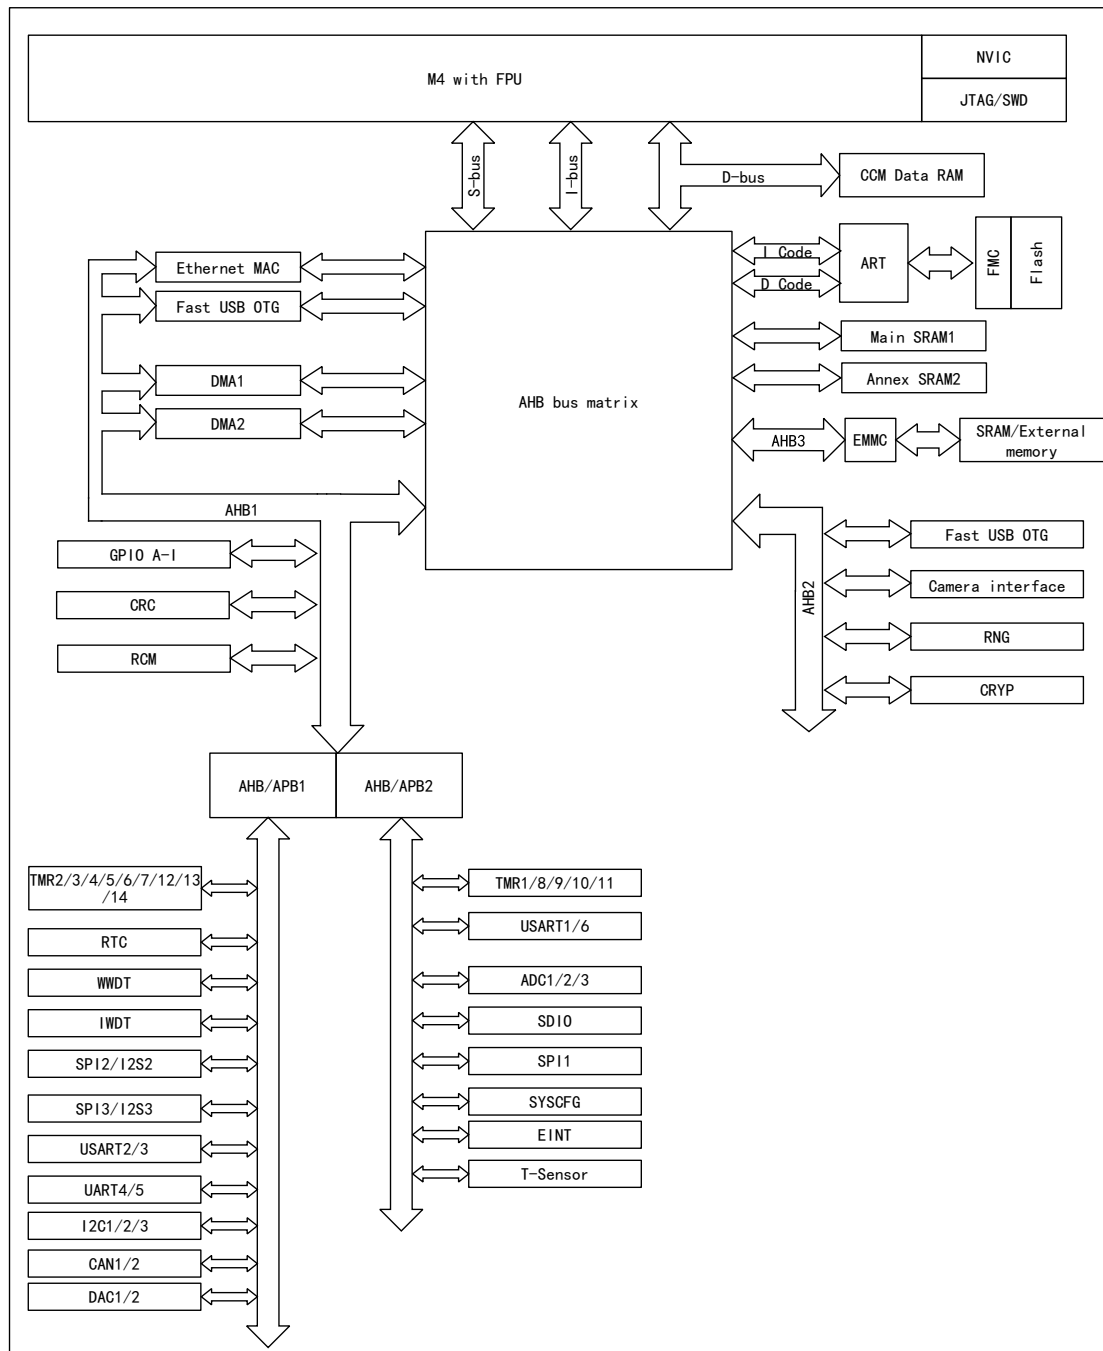 M4 with FPU
NVIC
JTAG/SWD
S-bus
I-bus
D-bus
CCM Data RAM
Ethernet MAC
Fast USB OTG
DMA1
DMA2
AHB bus matrix
I Code
D Code
ART
FMC
Flash
Main SRAM1
Annex SRAM2
AHB3
EMMC
SRAM/External
memory
AHB1
GPIO A-I
CRC
RCM
AHB2
Fast USB OTG
Camera interface
RNG
CRYP
AHB/APB1
AHB/APB2
TMR2/3/4/5/6/7/12/13
/14
RTC
WWDT
IWDT
SPI2/I2S2
SPI3/I2S3
USART2/3
UART4/5
I2C1/2/3
CAN1/2
DAC1/2
TMR1/8/9/10/11
USART1/6
ADC1/2/3
SDIO
SPI1
SYSCFG
EINT
T-Sensor